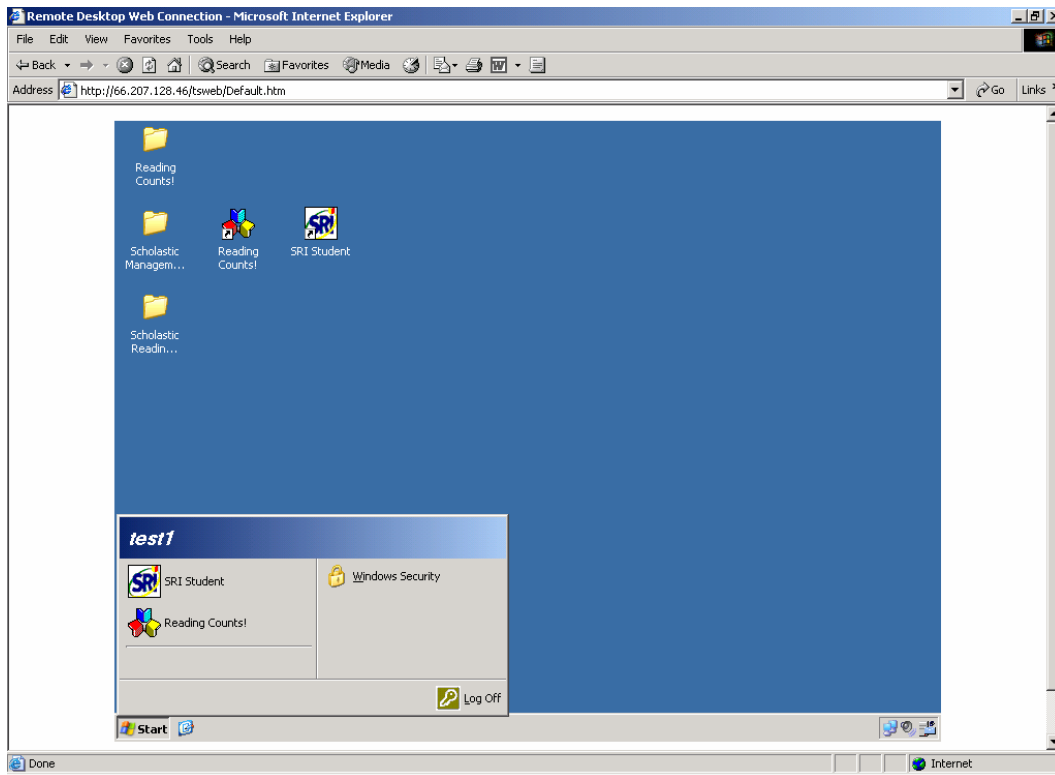 Remote Desktop Web Connection - Microsoft Internet Explorer
File Edit View Favorites Tools Help
Back Search Favorites Media
Address http://66.207.128.46/tsweb/Default.htm Go Links
Reading
Counts!
Scholastic
Managem...
Reading
Counts!
SRI
SRI Student
Scholastic
Readin...
test1
SRI SRI Student
Windows Security
Reading Counts!
Log Off
Start
Done Internet